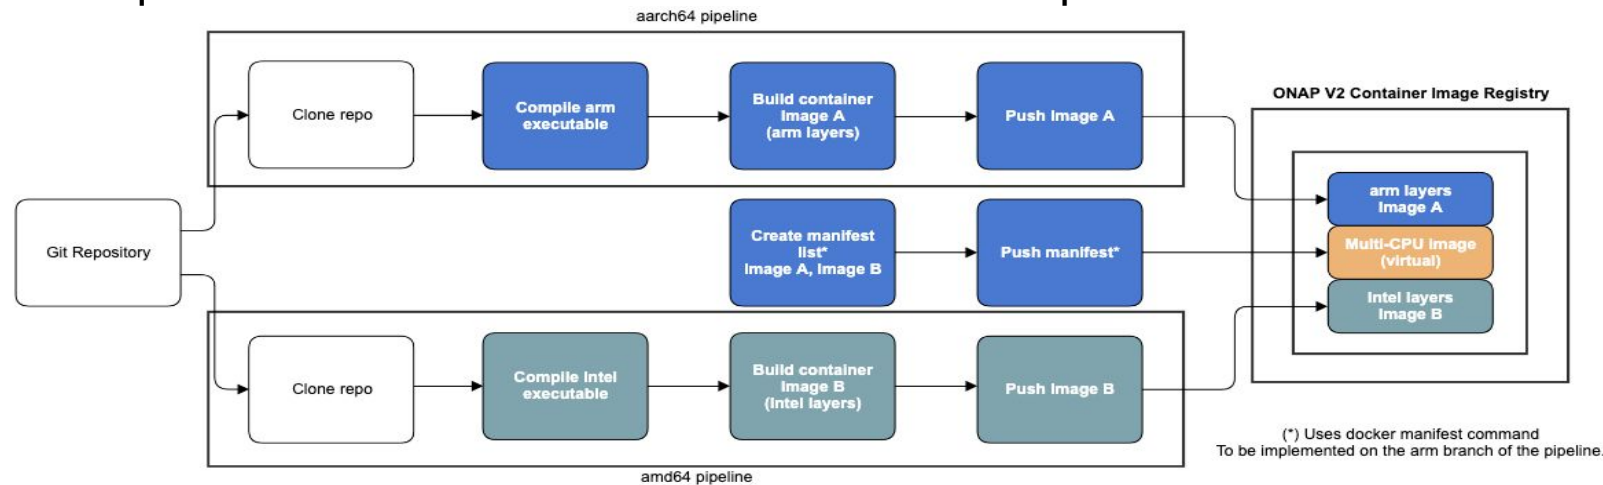 aarch64 pipeline
Clone repo
Compile arm
executable
Build container
Image A
(arm layers)
Push Image A
ONAP V2 Container Image Registry
arm layers
Image A
Git Repository
Create manifest
list*
Image A, Image B
Push manifest*
Multi-CPU image
(virtual)
Intel layers
Image B
Clone repo
Compile Intel
executable
Build container
Image B
(Intel layers)
Push Image B
(*) Uses docker manifest command
To be implemented on the arm branch of the pipeline.
amd64 pipeline